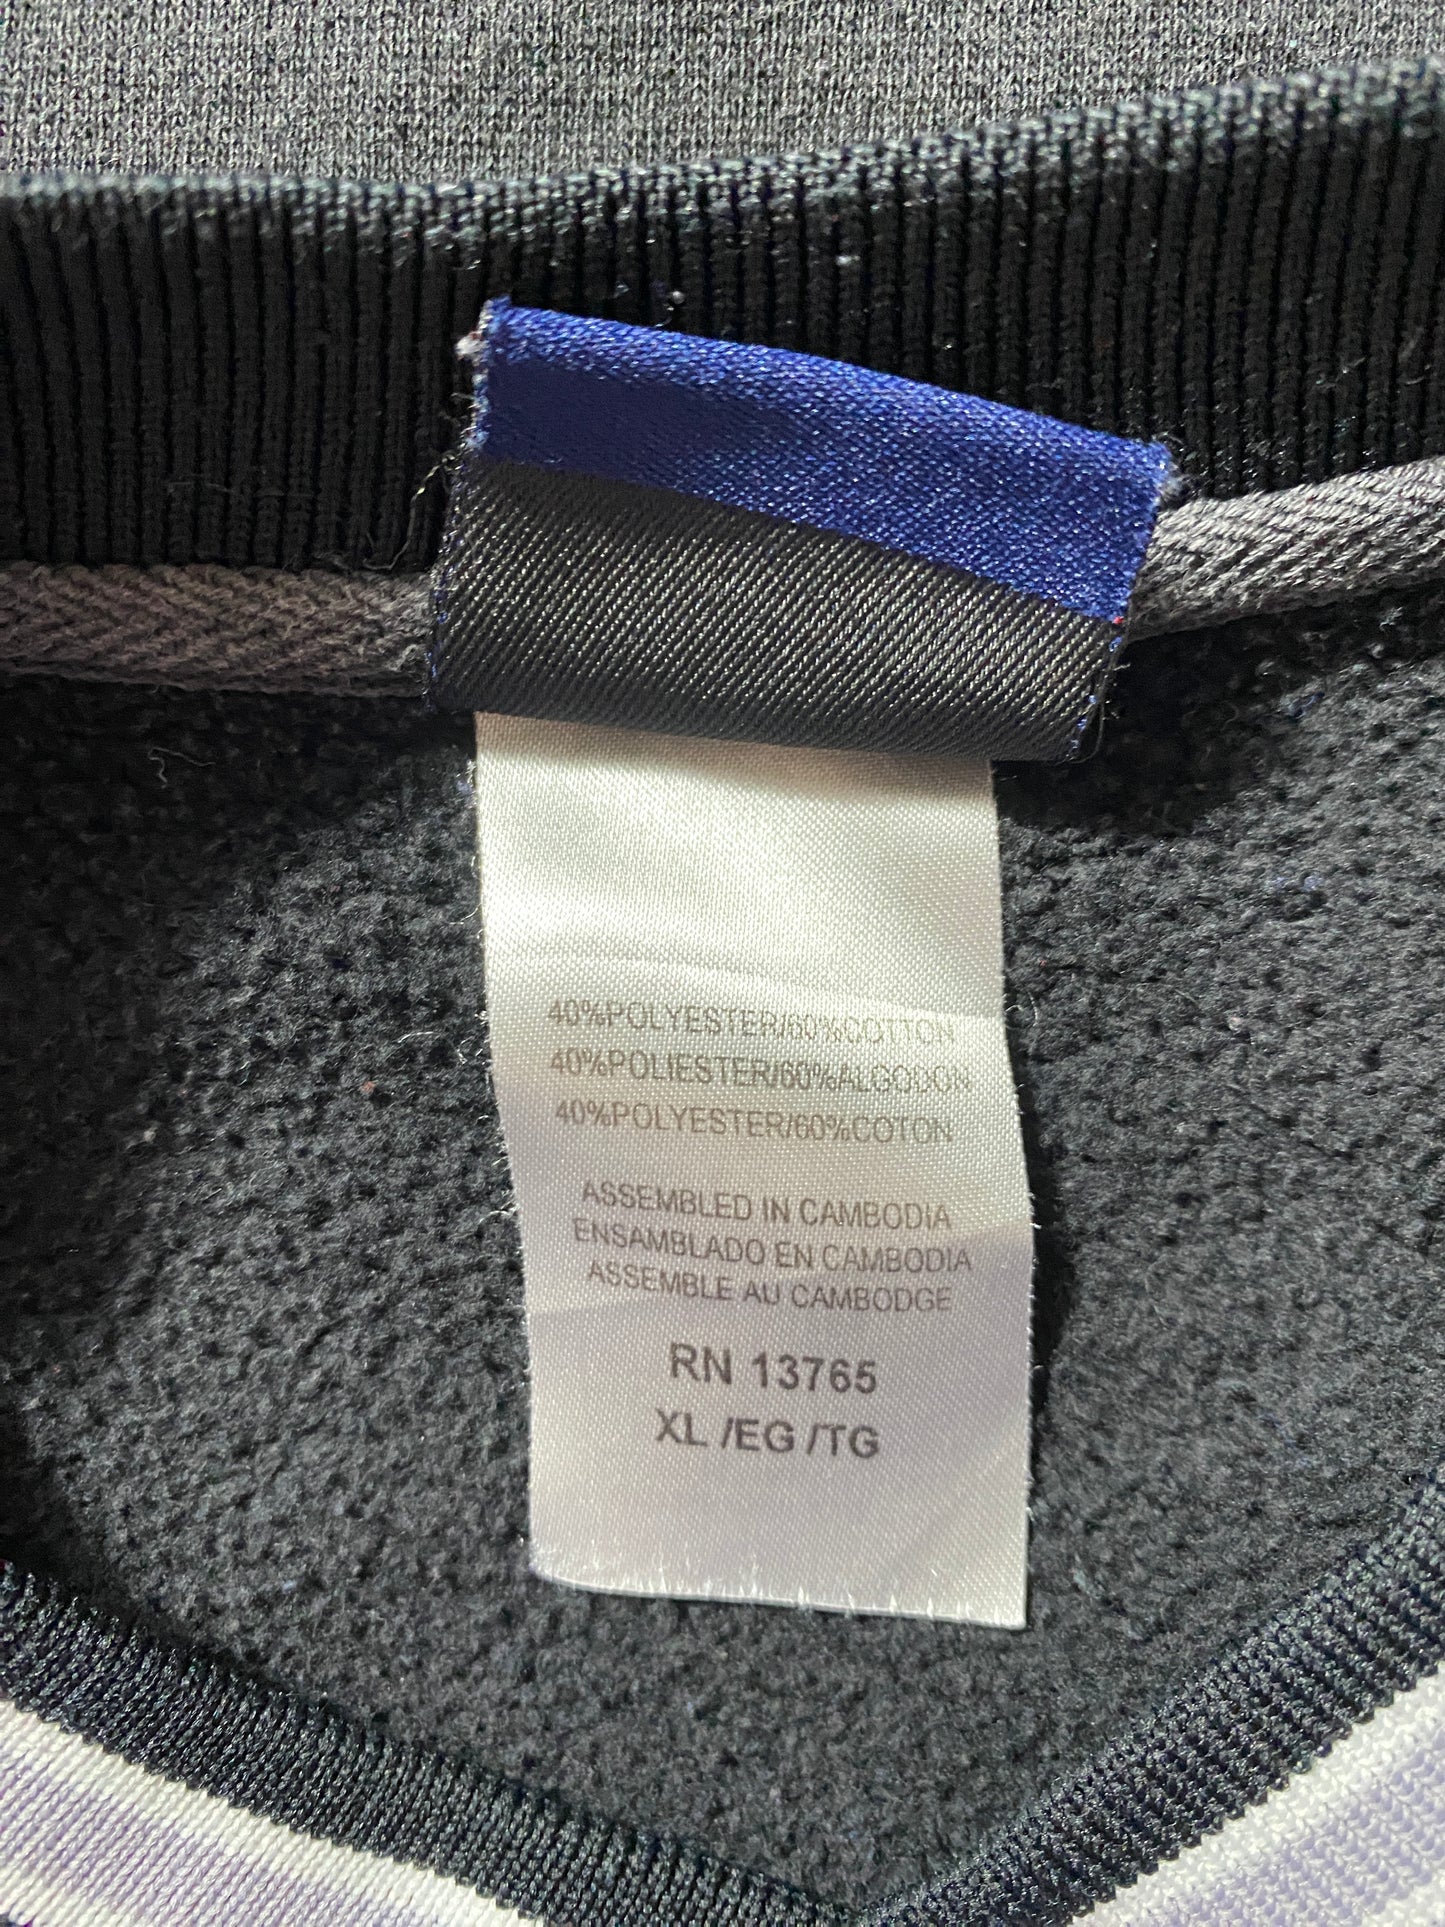 40%POLYESTER/60%COTTON
40%POLIESTER/60%ALGODON
40%POLYESTER/60%COTON
ASSEMBLED IN CAMBODIA
ENSAMBLADO EN CAMBODIA
ASSEMBLE AU CAMBODGE
RN 13765
XL /EG /TG